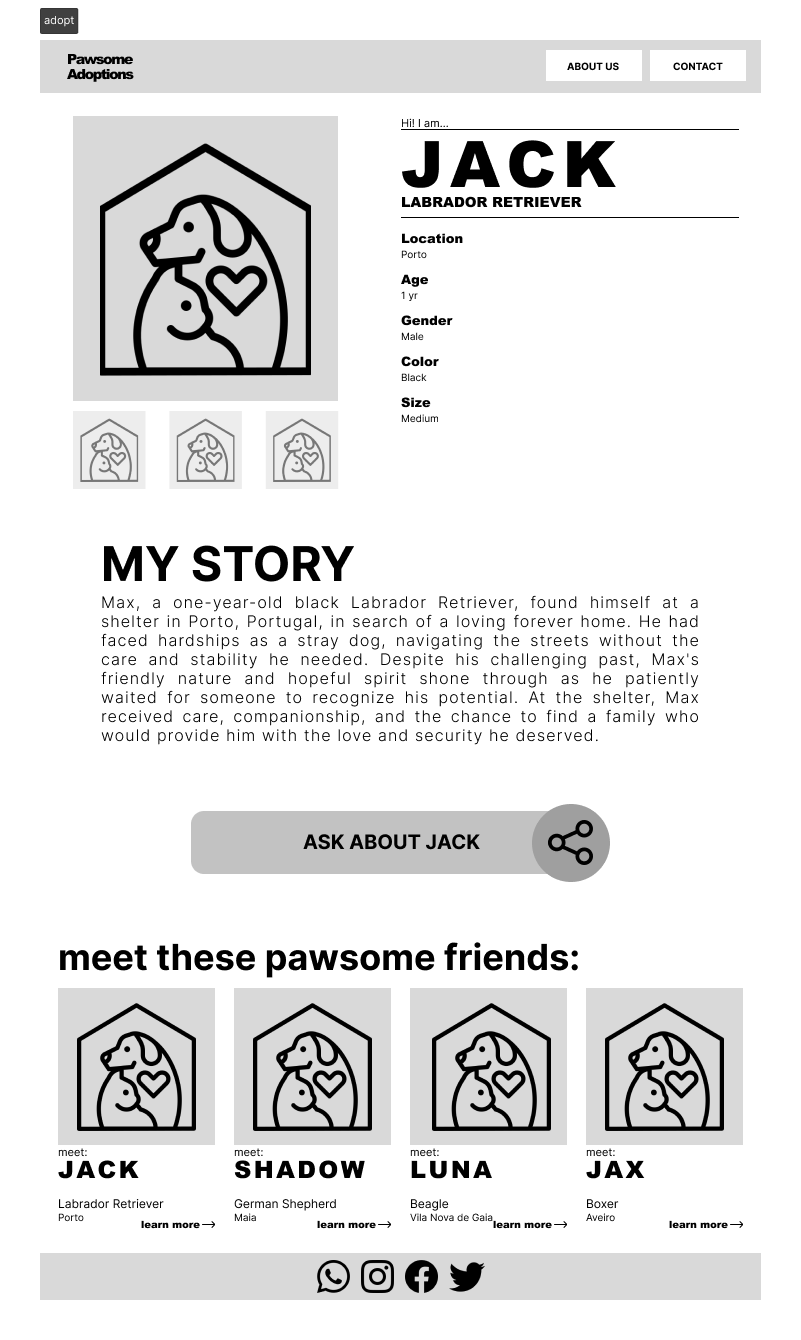 adopt
Pawsome
Adoptions
ABOUT US
CONTACT
Hi! I am...
JACK
LABRADOR RETRIEVER
Location
Porto
Age
1 yr
Gender
Male
Color
Black
Size
Medium
MY STORY
Max, a one-year-old black Labrador Retriever, found himself at a
shelter in Porto, Portugal, in search of a loving forever home. He had
faced hardships as a stray dog, navigating the streets without the
care and stability he needed. Despite his challenging past, Max's
friendly nature and hopeful spirit shone through as he patiently
waited for someone to recognize his potential. At the shelter, Max
received care, companionship, and the chance to find a family who
would provide him with the love and security he deserved.
ASK ABOUT JACK
meet these pawsome friends:
meet:
JACK
Labrador Retriever
Porto
learn more
meet:
SHADOW
German Shepherd
Maia
learn more
meet:
LUNA
Beagle
Vila Nova de Gaia
learn more
meet:
JAX
Boxer
Aveiro
learn more